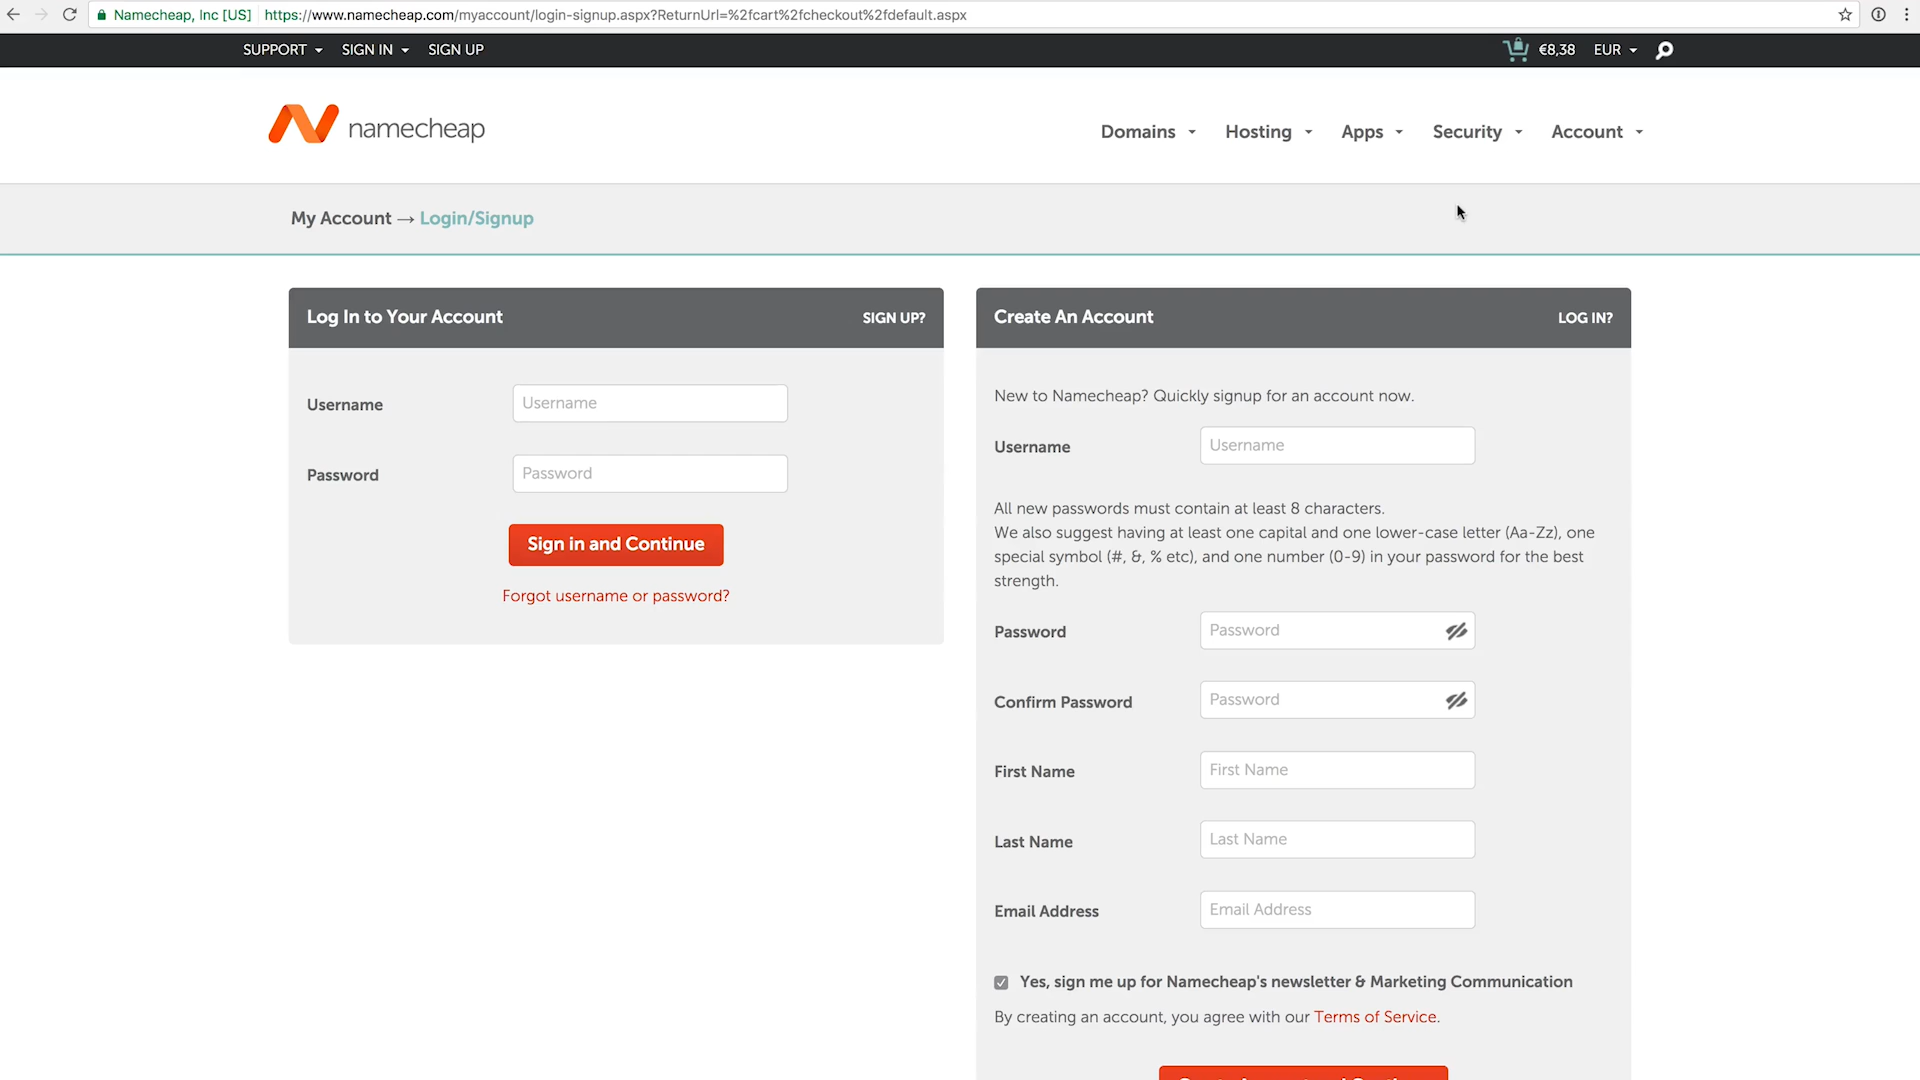 Namecheap, Inc [US] https://www.namecheap.com/myaccount/login-signup.aspx?ReturnUrl=%2fcart%2fcheckout%2fdefault.aspx
SUPPORT SIGN IN SIGN UP €8,38 EUR
namecheap
Domains Hosting Apps Security Account
My Account → Login/Signup
Log In to Your Account SIGN UP?
Username Username
Password Password
Sign in and Continue
Forgot username or password?
Create An Account LOG IN?
New to Namecheap? Quickly signup for an account now.
Username Username
All new passwords must contain at least 8 characters.
We also suggest having at least one capital and one lower-case letter (Aa-Zz), one
special symbol (#, &, % etc), and one number (0-9) in your password for the best
strength.
Password Password
Confirm Password Password
First Name First Name
Last Name Last Name
Email Address Email Address
Yes, sign me up for Namecheap's newsletter & Marketing Communication
By creating an account, you agree with our Terms of Service.